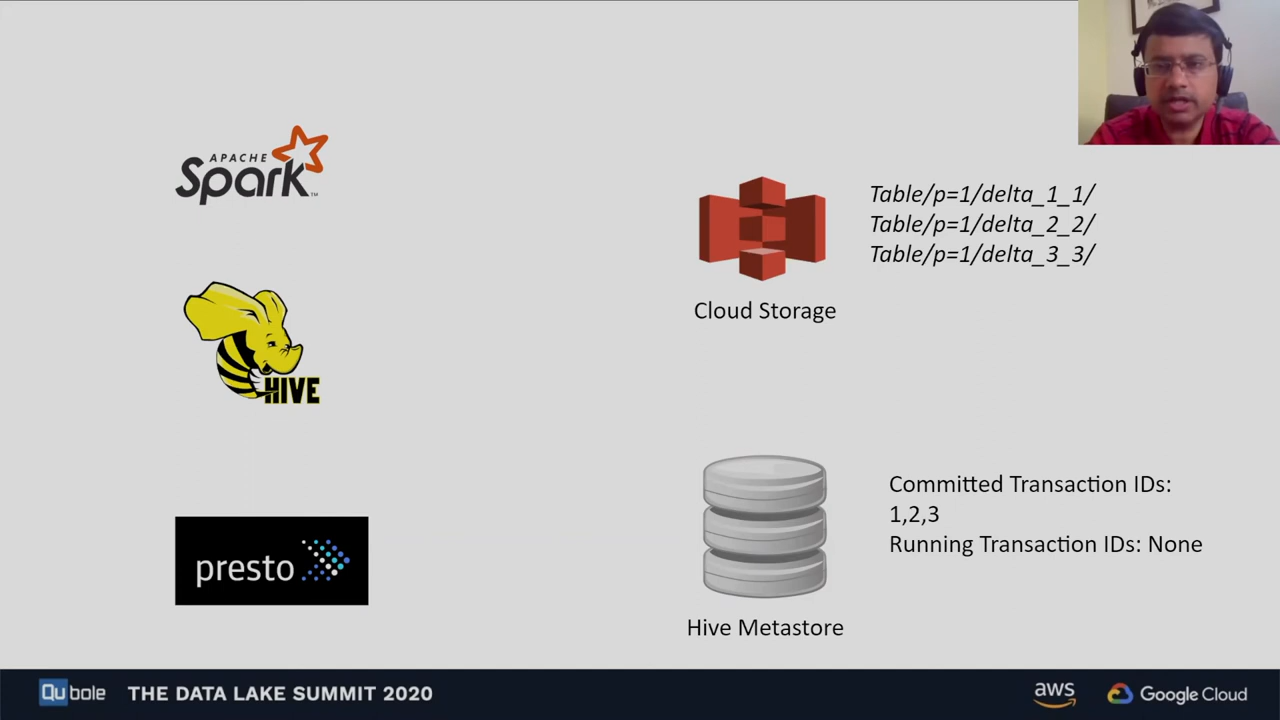 APACHE
Spark™
HIVE
presto
Table/p=1/delta_1_1/
Table/p=1/delta_2_2/
Table/p=1/delta_3_3/
Cloud Storage
Committed Transaction IDs:
1,2,3
Running Transaction IDs: None
Hive Metastore
Qubole THE DATA LAKE SUMMIT 2020
aws Google Cloud